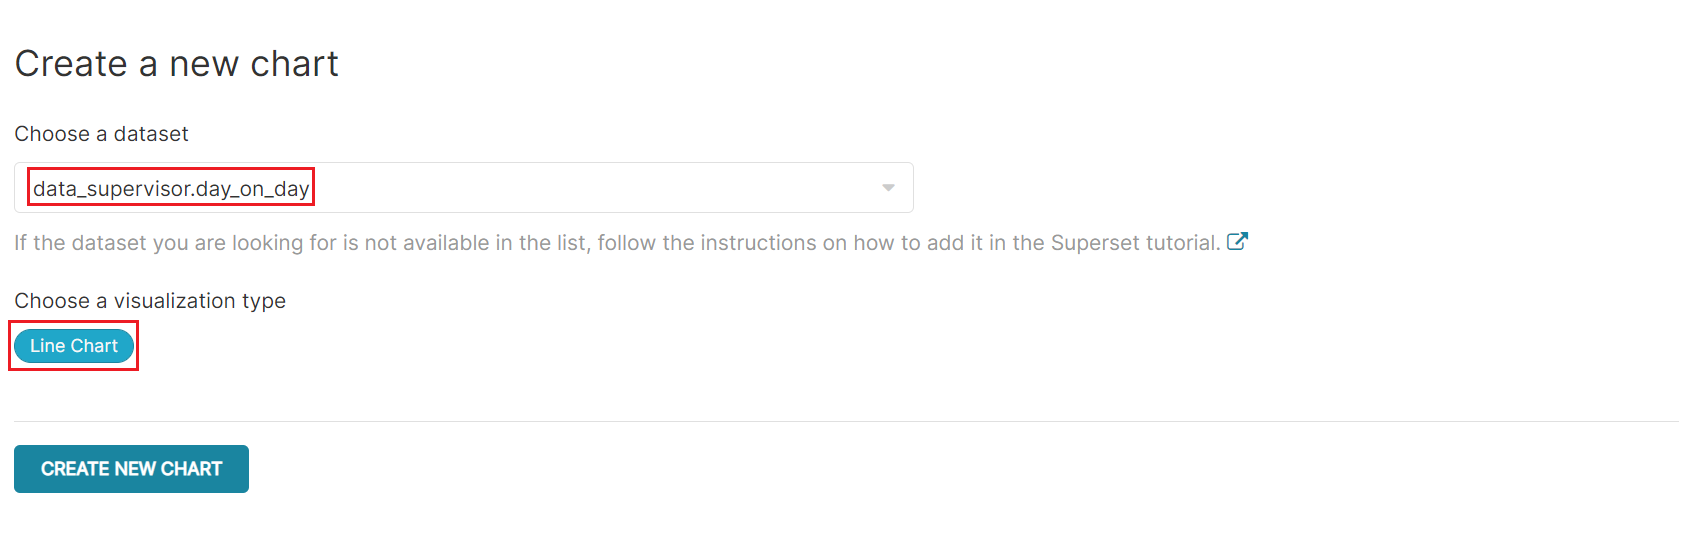 Create a new chart
Choose a dataset
data_supervisor.day_on_day
If the dataset you are looking for is not available in the list, follow the instructions on how to add it in the Superset tutorial.
Choose a visualization type
Line Chart
CREATE NEW CHART